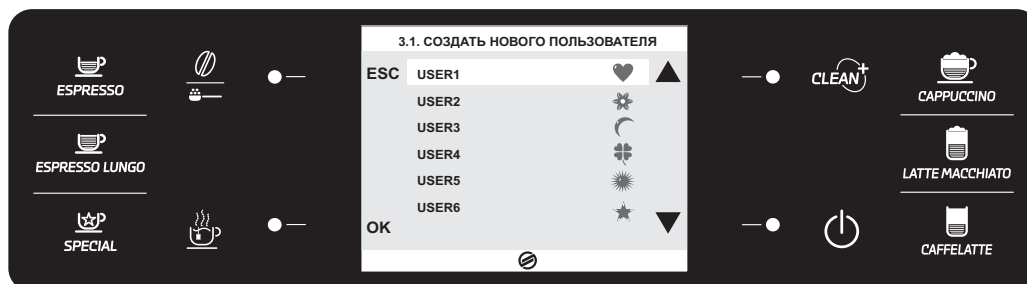 ESPRESSO
ESPRESSO LUNGO
SPECIAL
3.1. СОЗДАТЬ НОВОГО ПОЛЬЗОВАТЕЛЯ
ESC
USER1
USER2
USER3
USER4
USER5
USER6
OK
CLEAN+
CAPPUCCINO
LATTE MACCHIATO
CAFFELATTE